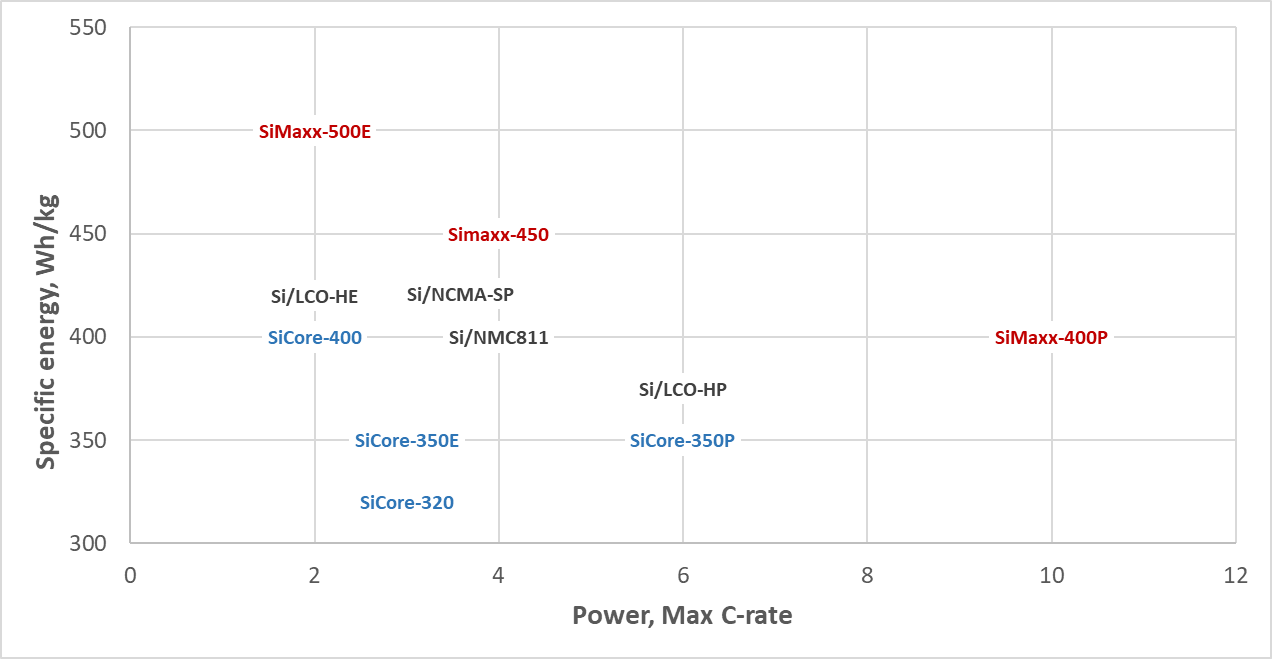 550
500
450
400
350
300
Specific energy, Wh/kg
SiMaxx-500E
Simaxx-450
Si/LCO-HE
Si/NCMA-SP
SiCore-400
Si/NMC811
SiMaxx-400P
Si/LCO-HP
SiCore-350E
SiCore-350P
SiCore-320
0 2 4 6 8 10 12
Power, Max C-rate